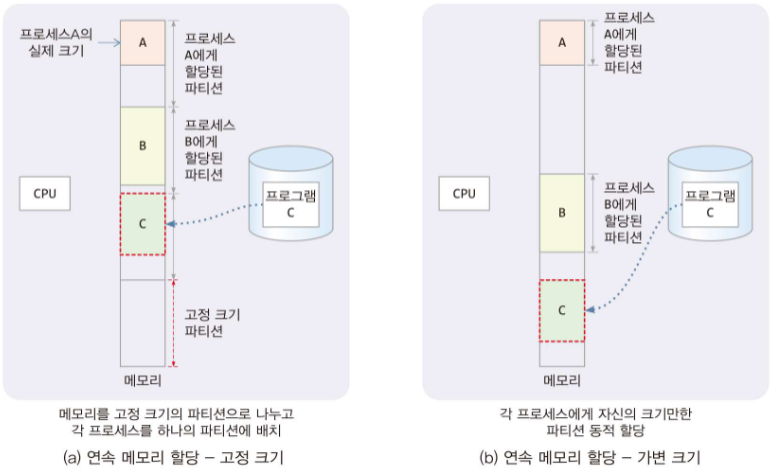 프로세스A의
실제 크기
A
프로세스
A에게
할당된
파티션
B
프로세스
B에게
할당된
파티션
CPU
프로그램
C
C
고정 크기
파티션
메모리
메모리를 고정 크기의 파티션으로 나누고
각 프로세스를 하나의 파티션에 배치
(a) 연속 메모리 할당 – 고정 크기
A
프로세스
A에게
할당된
파티션
CPU
B
프로세스
B에게
할당된
파티션
프로그램
C
C
메모리
각 프로세스에게 자신의 크기만한
파티션 동적 할당
(b) 연속 메모리 할당 – 가변 크기